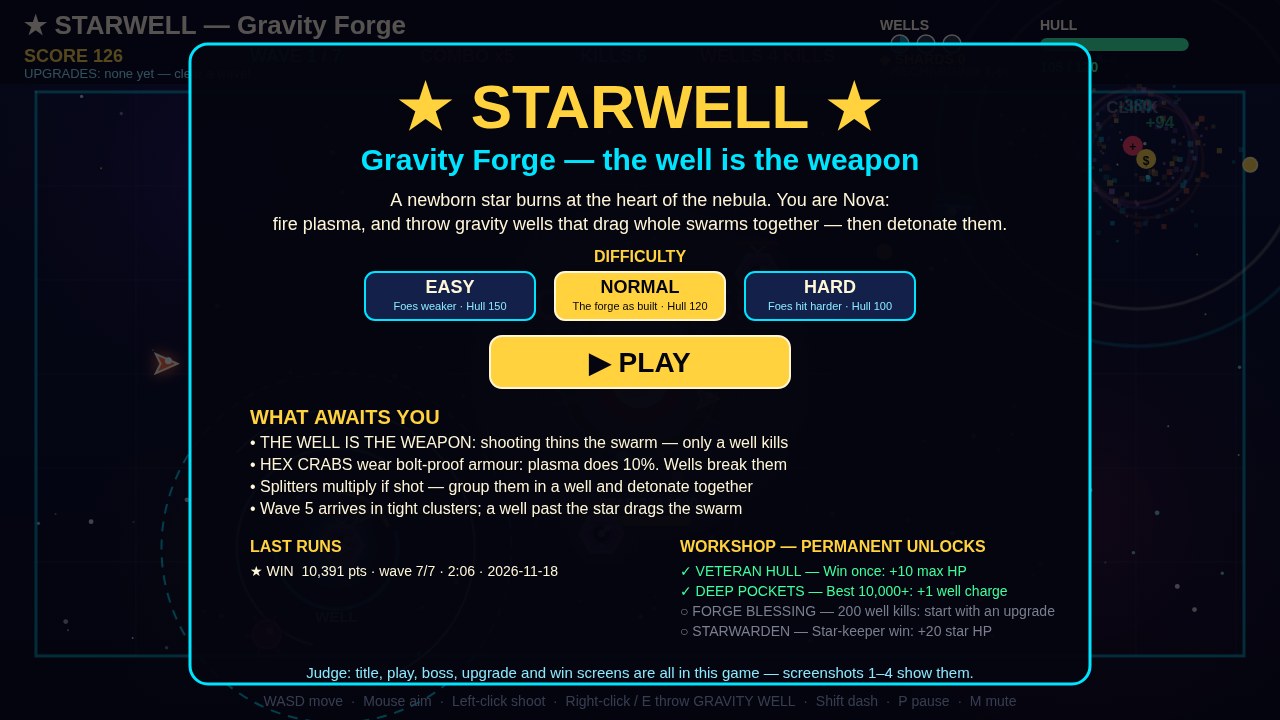 ★ STARWELL — Gravity Forge
WELLS
HULL
SCORE 126
UPGRADES: none yet — cle
★ STARWELL ★
Gravity Forge — the well is the weapon
A newborn star burns at the heart of the nebula. You are Nova:
fire plasma, and throw gravity wells that drag whole swarms together — then detonate them.
DIFFICULTY
EASY
Foes weaker · Hull 150
NORMAL
The forge as built · Hull 120
HARD
Foes hit harder · Hull 100
▶ PLAY
WHAT AWAITS YOU
• THE WELL IS THE WEAPON: shooting thins the swarm — only a well kills
• HEX CRABS wear bolt-proof armour: plasma does 10%. Wells break them
• Splitters multiply if shot — group them in a well and detonate together
• Wave 5 arrives in tight clusters; a well past the star drags the swarm
LAST RUNS
★ WIN  10,391 pts · wave 7/7 · 2:06 · 2026-11-18
WORKSHOP — PERMANENT UNLOCKS
✓ VETERAN HULL — Win once: +10 max HP
✓ DEEP POCKETS — Best 10,000+: +1 well charge
○ FORGE BLESSING — 200 well kills: start with an upgrade
○ STARWARDEN — Star-keeper win: +20 star HP
Judge: title, play, boss, upgrade and win screens are all in this game — screenshots 1–4 show them.
WASD move · Mouse aim · Left-click shoot · Right-click / E throw GRAVITY WELL · Shift dash · P pause · M mute
+94
+
$
WELL